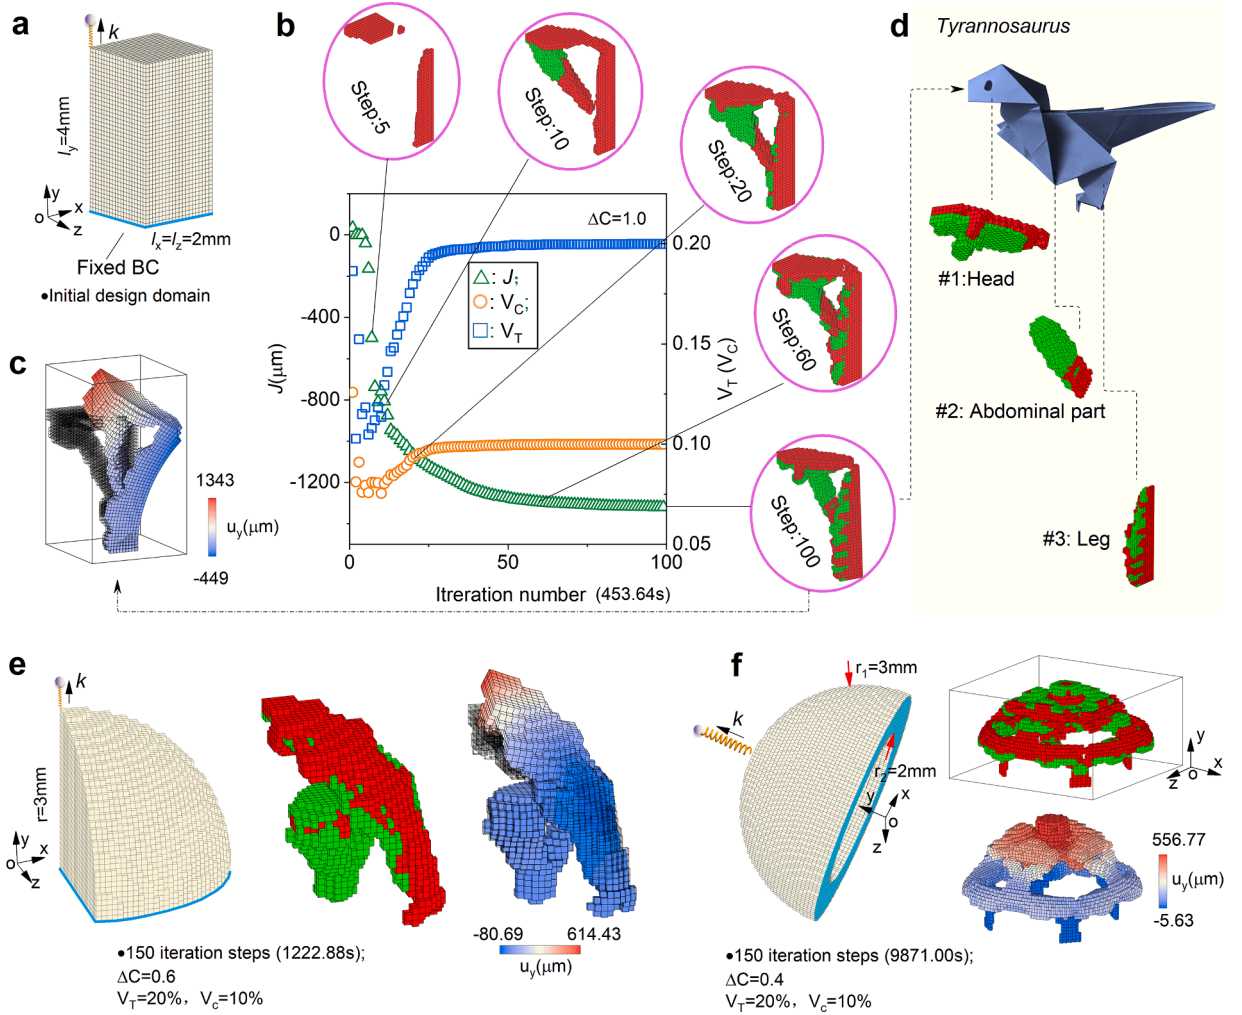 a
k
l_y=4mm
y
x
o
z
l_x=l_z=2mm
Fixed BC
●Initial design domain
b
Step:5
Step:10
Step:20
Step:60
Step:100
ΔC=1.0
△: J;
○: V_C;
□: V_T
J(μm)
0
-400
-800
-1200
V_T (V_C)
0.20
0.15
0.10
0.05
0
50
100
Itreration number (453.64s)
c
1343
u_y(μm)
-449
d
Tyrannosaurus
#1:Head
#2: Abdominal part
#3: Leg
e
k
r=3mm
y
x
o
z
-80.69
614.43
u_y(μm)
●150 iteration steps (1222.88s);
ΔC=0.6
V_T=20%, V_c=10%
f
k
r_1=3mm
r_2=2mm
y
x
o
z
y
z
o
x
556.77
u_y(μm)
-5.63
●150 iteration steps (9871.00s);
ΔC=0.4
V_T=20%, V_c=10%